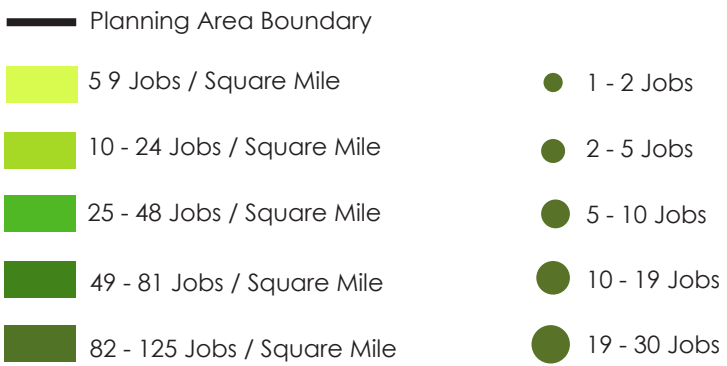 Planning Area Boundary
5 9 Jobs / Square Mile
10 - 24 Jobs / Square Mile
25 - 48 Jobs / Square Mile
49 - 81 Jobs / Square Mile
82 - 125 Jobs / Square Mile
1 - 2 Jobs
2 - 5 Jobs
5 - 10 Jobs
10 - 19 Jobs
19 - 30 Jobs